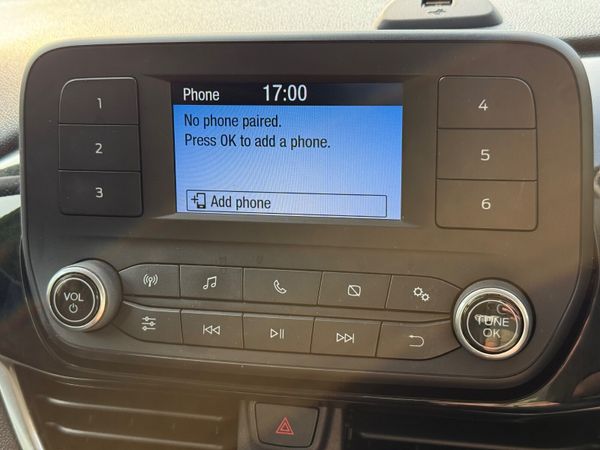 Phone 17:00
No phone paired.
Press OK to add a phone.
Add phone
1
2
3
4
5
6
VOL
TUNE
OK